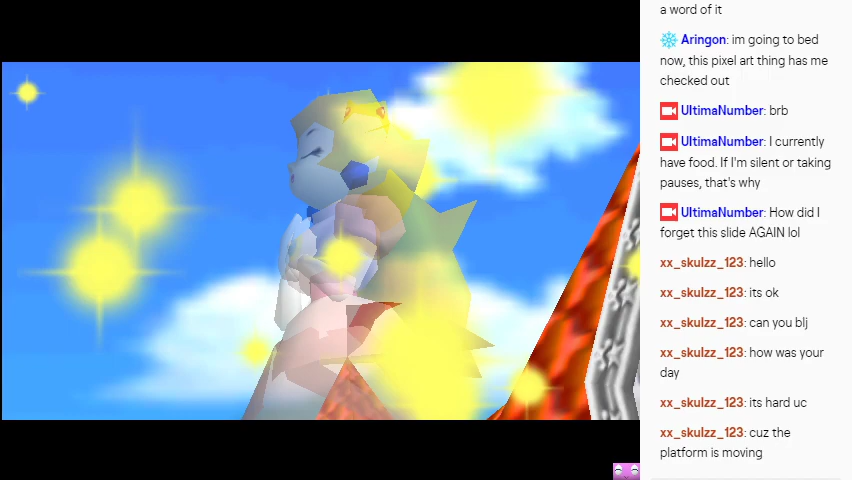 a word of it
Aringon: im going to bed
now, this pixel art thing has me
checked out
UltimaNumber: brb
UltimaNumber: I currently
have food. If I'm silent or taking
pauses, that's why
UltimaNumber: How did I
forget this slide AGAIN lol
xx_skulzz_123: hello
xx_skulzz_123: its ok
xx_skulzz_123: can you blj
xx_skulzz_123: how was your
day
xx_skulzz_123: its hard uc
xx_skulzz_123: cuz the
platform is moving